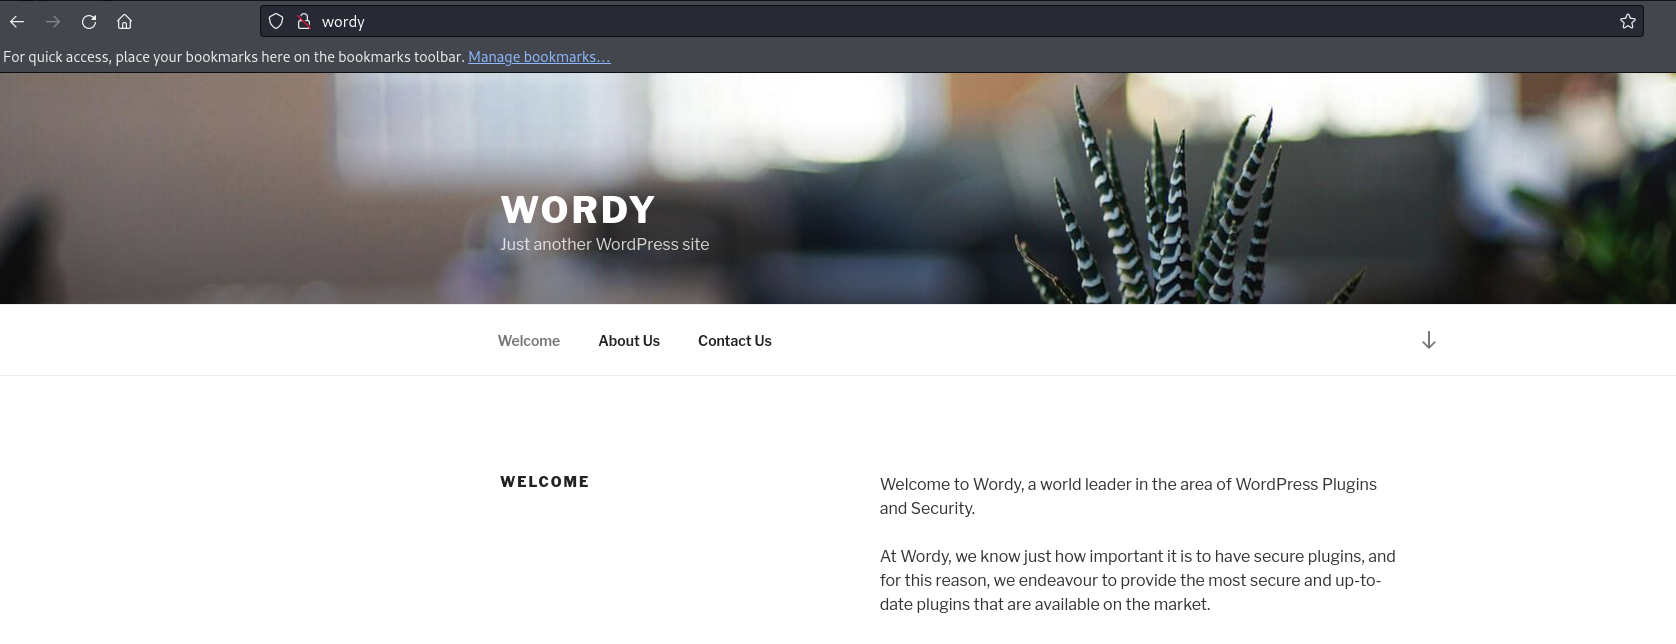 wordy
For quick access, place your bookmarks here on the bookmarks toolbar. Manage bookmarks...
WORDY
Just another WordPress site
Welcome About Us Contact Us
WELCOME
Welcome to Wordy, a world leader in the area of WordPress Plugins
and Security.
At Wordy, we know just how important it is to have secure plugins, and
for this reason, we endeavour to provide the most secure and up-to-
date plugins that are available on the market.